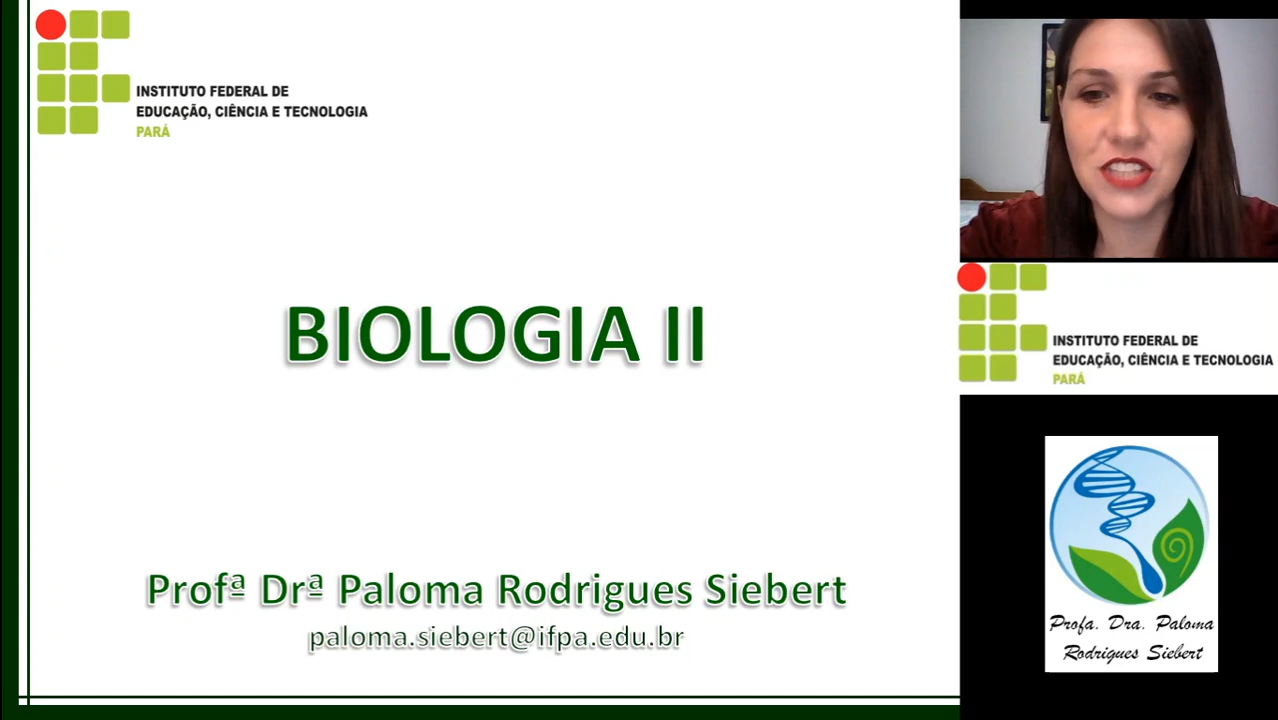 INSTITUTO FEDERAL DE
EDUCAÇÃO, CIÊNCIA E TECNOLOGIA
PARÁ
BIOLOGIA II
Profª Drª Paloma Rodrigues Siebert
paloma.siebert@ifpa.edu.br
INSTITUTO FEDERAL DE
EDUCAÇÃO, CIÊNCIA E TECNOLOGIA
PARÁ
Profa. Dra. Paloma
Rodrigues Siebert